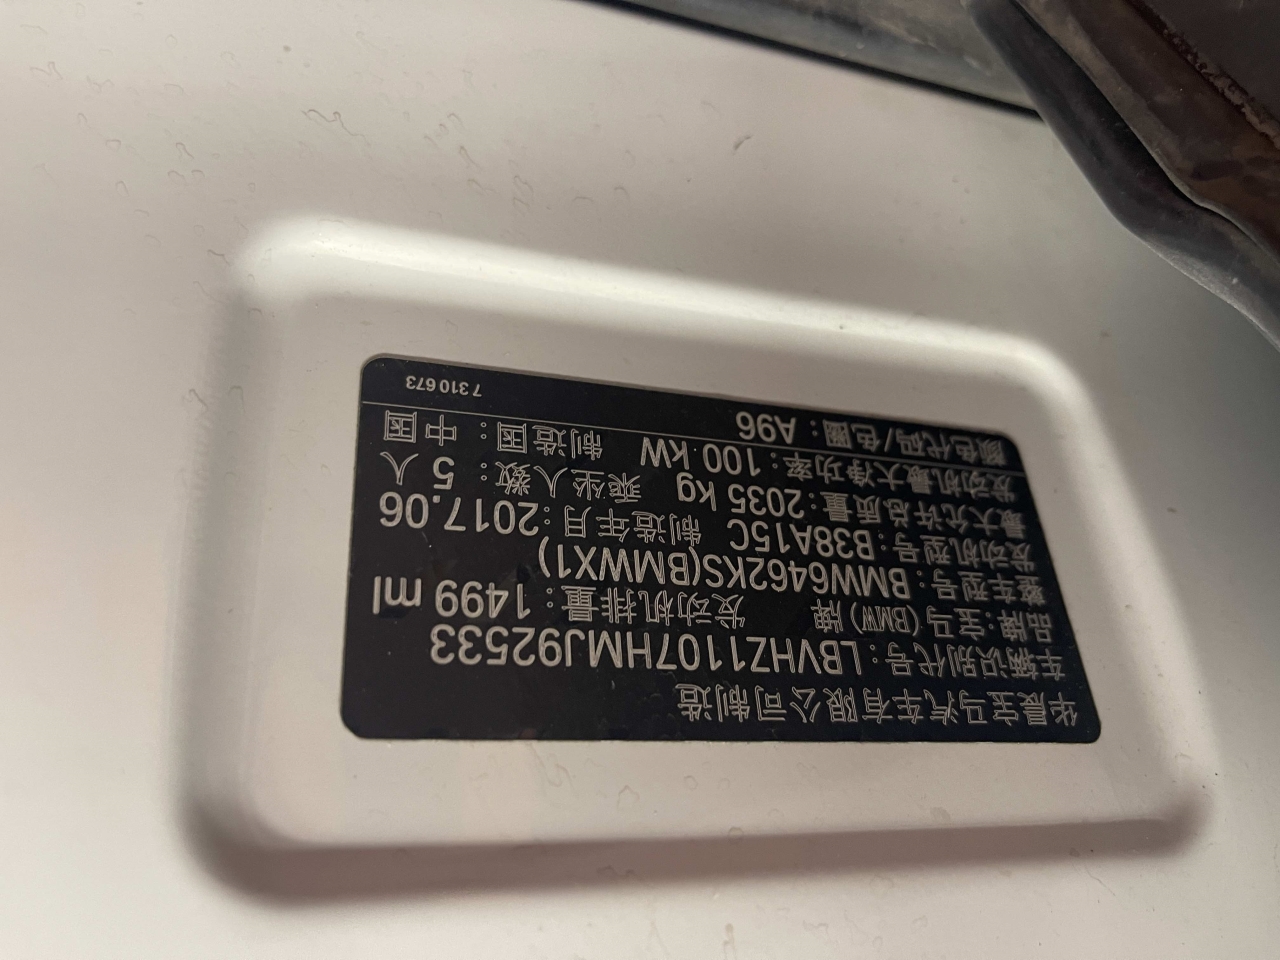 华晨宝马汽车有限公司制造
车辆识别代号：LBVHZ1107HMJ92533
品牌：宝马(BMW)牌 发动机排量：1499 ml
整车型号：BMW6462KS(BMWX1)
发动机型号：B38A15C 制造年月：2017.06
最大允许总质量：2035 kg 乘坐人数：5 人
发动机最大净功率：100 kW 制造国：中国
颜色代码/色圈：A96
7 310 673